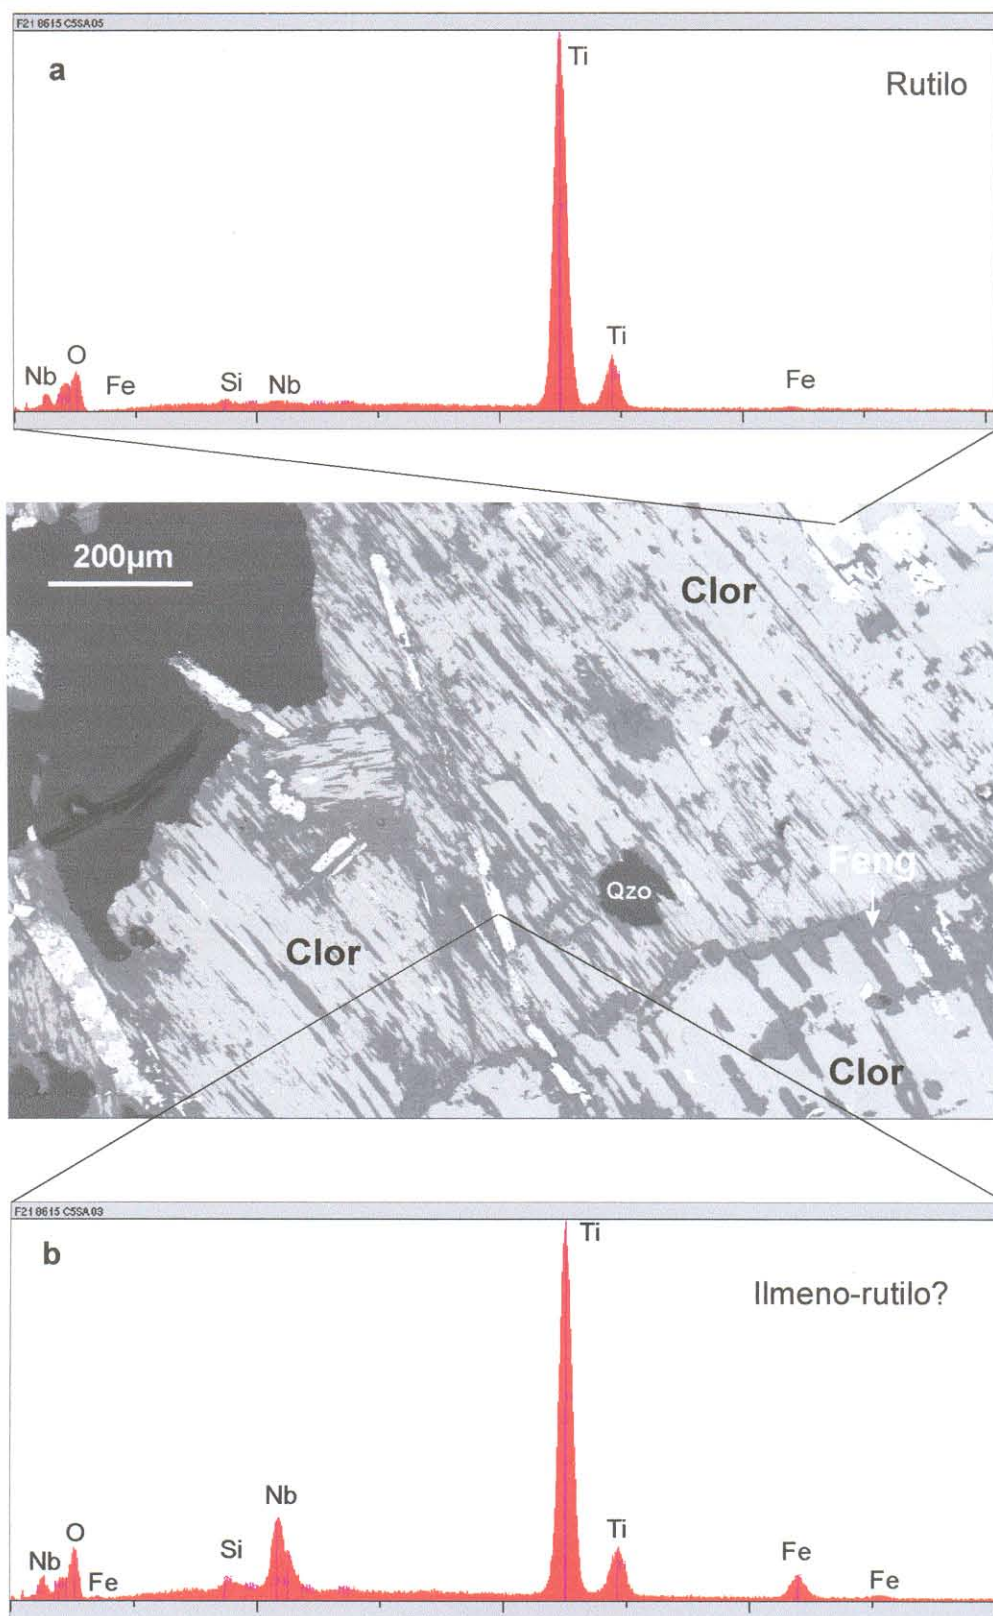 F21 8615 C5SA05
a
Ti
Rutilo
Ti
O
Nb
Fe
Si
Nb
Fe
200µm
Clor
Feng
Qzo
Clor
Clor
F21 8615 C5SA03
b
Ti
Ilmeno-rutilo?
Nb
O
Nb
Fe
Si
Ti
Fe
Fe